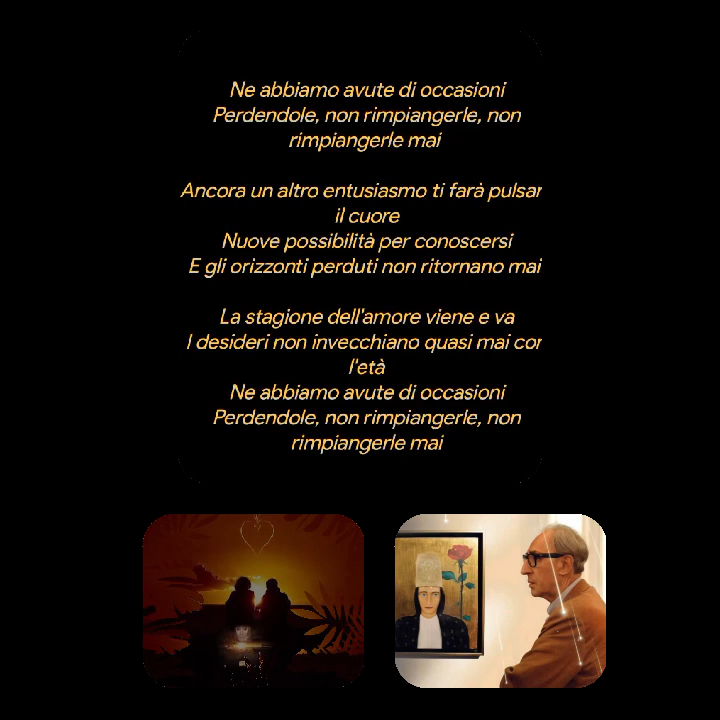 Ne abbiamo avute di occasioni
Perdendole, non rimpiangerle, non
rimpiangerle mai
Ancora un altro entusiasmo ti farà pulsar
il cuore
Nuove possibilità per conoscersi
E gli orizzonti perduti non ritornano mai
La stagione dell'amore viene e va
I desideri non invecchiano quasi mai con
l'età
Ne abbiamo avute di occasioni
Perdendole, non rimpiangerle, non
rimpiangerle mai